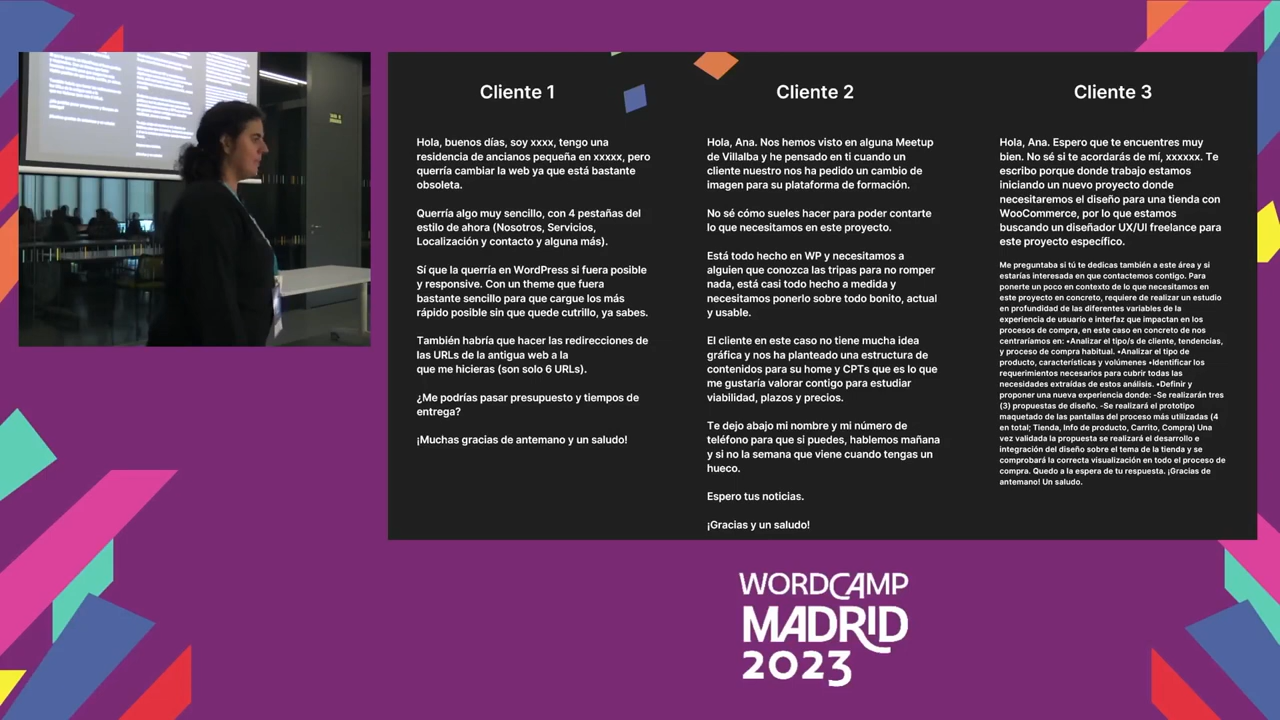 Cliente 1
Hola, buenos días, soy xxxx, tengo una
residencia de ancianos pequeña en xxxxx, pero
querría cambiar la web ya que está bastante
obsoleta.
Querría algo muy sencillo, con 4 pestañas del
estilo de ahora (Nosotros, Servicios,
Localización y contacto y alguna más).
Sí que la querría en WordPress si fuera posible
y responsive. Con un theme que fuera
bastante sencillo para que cargue los más
rápido posible sin que quede cutrillo, ya sabes.
También habría que hacer las redirecciones de
las URLs de la antigua web a la
que me hicieras (son solo 6 URLs).
¿Me podrías pasar presupuesto y tiempos de
entrega?
¡Muchas gracias de antemano y un saludo!
Cliente 2
Hola, Ana. Nos hemos visto en alguna Meetup
de Villalba y he pensado en ti cuando un
cliente nuestro nos ha pedido un cambio de
imagen para su plataforma de formación.
No sé cómo sueles hacer para poder contarte
lo que necesitamos en este proyecto.
Está todo hecho en WP y necesitamos a
alguien que conozca las tripas para no romper
nada, está casi todo hecho a medida y
necesitamos ponerlo sobre todo bonito, actual
y usable.
El cliente en este caso no tiene mucha idea
gráfica y nos ha planteado una estructura de
contenidos para su home y CPTs que es lo que
me gustaría valorar contigo para estudiar
viabilidad, plazos y precios.
Te dejo abajo mi nombre y mi número de
teléfono para que si puedes, hablemos mañana
y si no la semana que viene cuando tengas un
hueco.
Espero tus noticias.
¡Gracias y un saludo!
Cliente 3
Hola, Ana. Espero que te encuentres muy
bien. No sé si te acordarás de mí, xxxxxx. Te
escribo porque donde trabajo estamos
iniciando un nuevo proyecto donde
necesitaremos el diseño para una tienda con
WooCommerce, por lo que estamos
buscando un diseñador UX/UI freelance para
este proyecto específico.
Me preguntaba si tú te dedicas también a este área y si
estarías interesada en que contactemos contigo. Para
ponerte un poco en contexto de lo que necesitamos en
este proyecto en concreto, requiere de realizar un estudio
en profundidad de las diferentes variables de la
experiencia de usuario e interfaz que impactan en los
procesos de compra, en este caso en concreto de nos
centraríamos en: •Analizar el tipo/s de cliente, tendencias,
y proceso de compra habitual. •Analizar el tipo de
producto, características y volúmenes •Identificar los
requerimientos necesarios para cubrir todas las
necesidades extraídas de estos análisis. •Definir y
proponer una nueva experiencia donde: -Se realizarán tres
(3) propuestas de diseño. -Se realizará el prototipo
maquetado de las pantallas del proceso más utilizadas (4
en total; Tienda, Info de producto, Carrito, Compra) Una
vez validada la propuesta se realizará el desarrollo e
integración del diseño sobre el tema de la tienda y se
comprobará la correcta visualización en todo el proceso de
compra. Quedo a la espera de tu respuesta. ¡Gracias de
antemano! Un saludo.
WORDCAMP
MADRID
2023